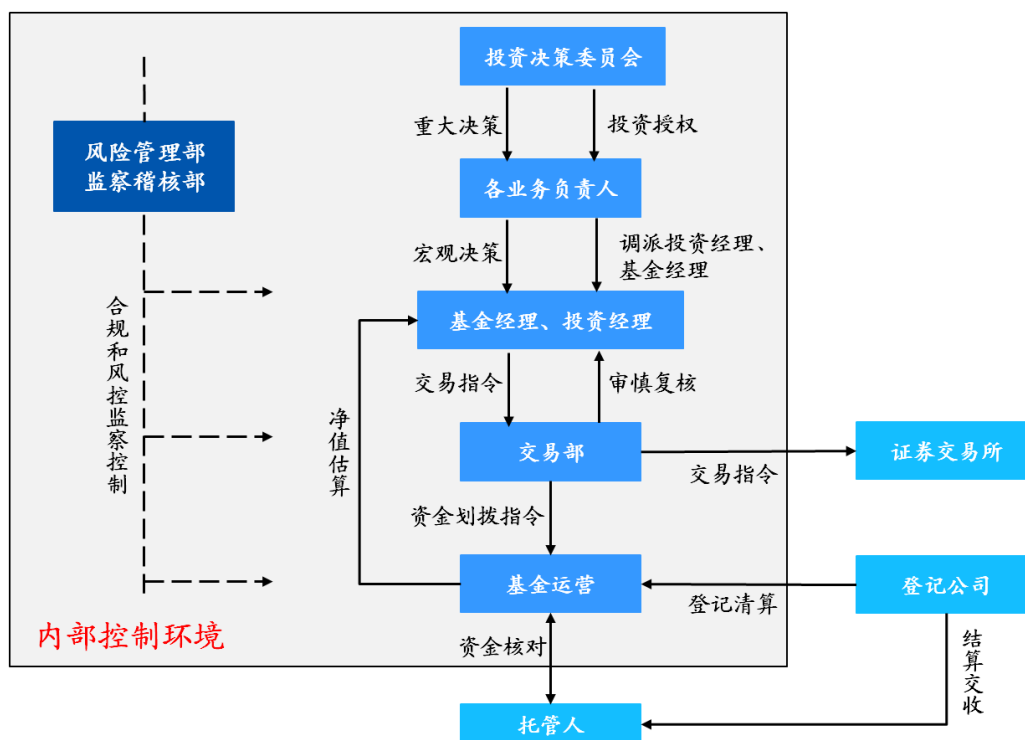 投资决策委员会
重大决策
投资授权
风险管理部
监察稽核部
各业务负责人
宏观决策
调派投资经理、
基金经理
基金经理、投资经理
合规和风控监察控制
净值估算
交易指令
审慎复核
交易部
交易指令
证券交易所
资金划拨指令
基金运营
登记清算
登记公司
内部控制环境
资金核对
结算交收
托管人